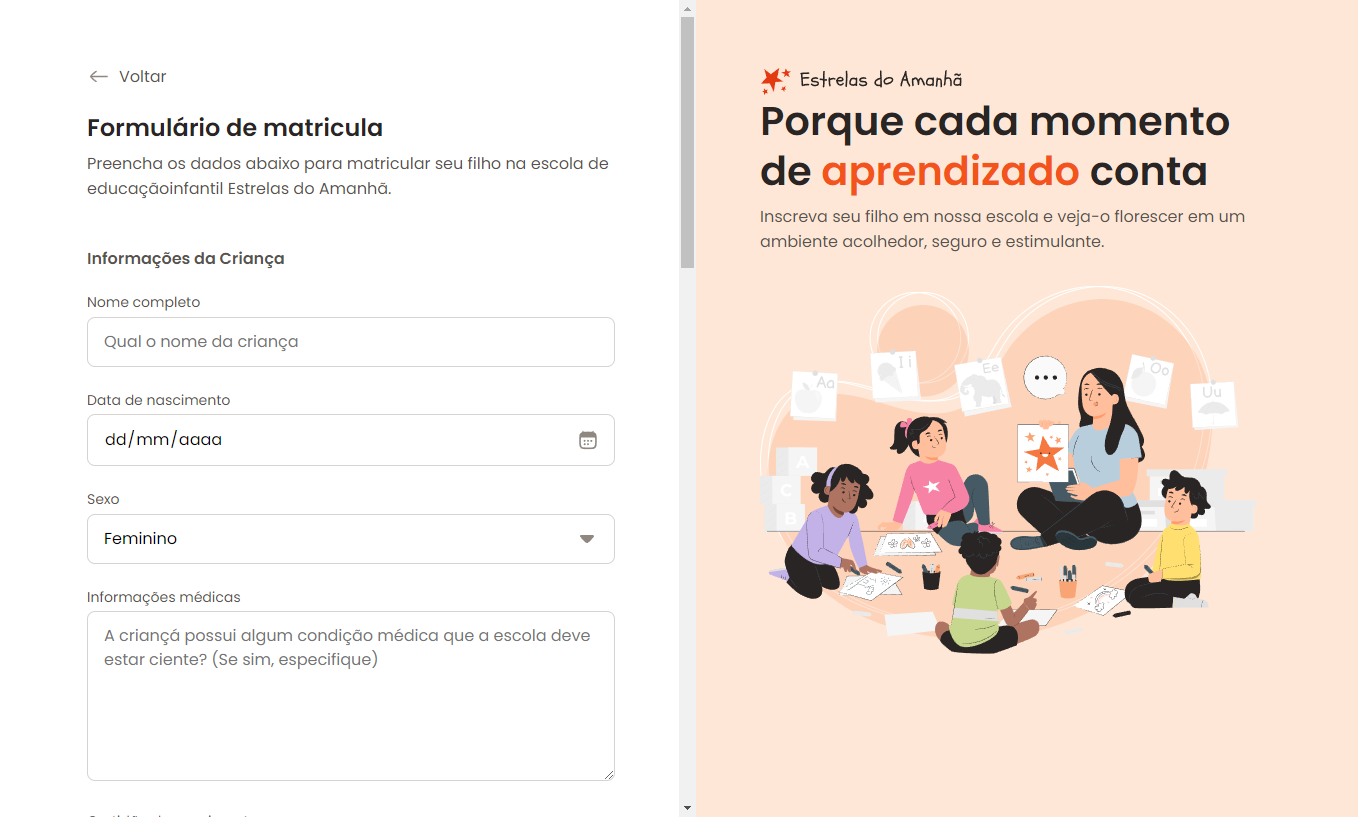 Voltar
Formulário de matricula
Preencha os dados abaixo para matricular seu filho na escola de
educaçãoinfantil Estrelas do Amanhã.
Informações da Criança
Nome completo
Qual o nome da criança
Data de nascimento
dd/mm/aaaa
Sexo
Feminino
Informações médicas
A criançá possui algum condição médica que a escola deve
estar ciente? (Se sim, especifique)
Estrelas do Amanhã
Porque cada momento
de aprendizado conta
Inscreva seu filho em nossa escola e veja-o florescer em um
ambiente acolhedor, seguro e estimulante.
Aa
Ii
Ee
Oo
Uu
A
C
B